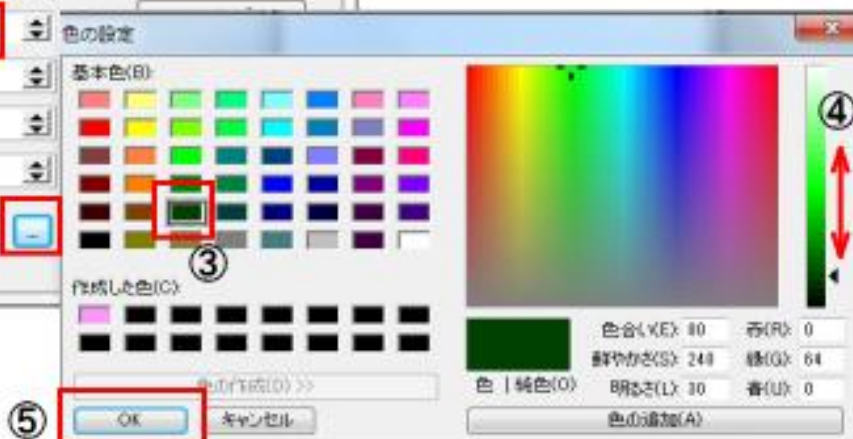 色の設定
基本色(B):
③
④
作成した色(C):
色の作成(D) >>
⑤
OK
キャンセル
色 | 純色(O)
色合い(E): 80
鮮やかさ(S): 240
明るさ(L): 30
赤(R): 0
緑(G): 64
青(U): 0
色の追加(A)